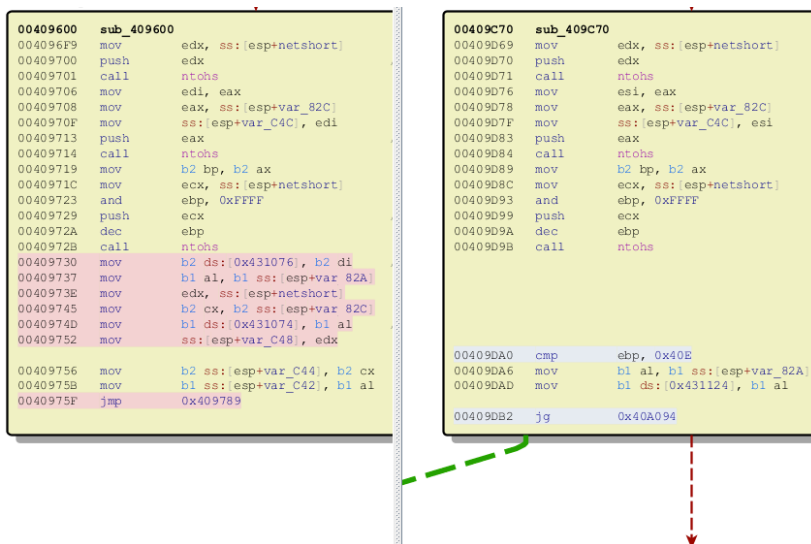 00409600 sub_409600
004096F9 mov edx, ss:[esp+netshort]
00409700 push edx
00409701 call ntohs
00409706 mov edi, eax
00409708 mov eax, ss:[esp+var_82C]
0040970F mov ss:[esp+var_C4C], edi
00409713 push eax
00409714 call ntohs
00409719 mov b2 bp, b2 ax
0040971C mov ecx, ss:[esp+netshort]
00409723 and ebp, 0xFFFF
00409729 push ecx
0040972A dec ebp
0040972B call ntohs
00409730 mov b2 ds:[0x431076], b2 di
00409737 mov b1 al, b1 ss:[esp+var_82A]
0040973E mov edx, ss:[esp+netshort]
00409745 mov b2 cx, b2 ss:[esp+var_82C]
0040974D mov b1 ds:[0x431074], b1 al
00409752 mov ss:[esp+var_C48], edx
00409756 mov b2 ss:[esp+var_C44], b2 cx
0040975B mov b1 ss:[esp+var_C42], b1 al
0040975F jmp 0x409789
00409C70 sub_409C70
00409D69 mov edx, ss:[esp+netshort]
00409D70 push edx
00409D71 call ntohs
00409D76 mov esi, eax
00409D78 mov eax, ss:[esp+var_82C]
00409D7F mov ss:[esp+var_C4C], esi
00409D83 push eax
00409D84 call ntohs
00409D89 mov b2 bp, b2 ax
00409D8C mov ecx, ss:[esp+netshort]
00409D93 and ebp, 0xFFFF
00409D99 push ecx
00409D9A dec ebp
00409D9B call ntohs
00409DA0 cmp ebp, 0x40E
00409DA6 mov b1 al, b1 ss:[esp+var_82A]
00409DAD mov b1 ds:[0x431124], b1 al
00409DB2 jg 0x40A094